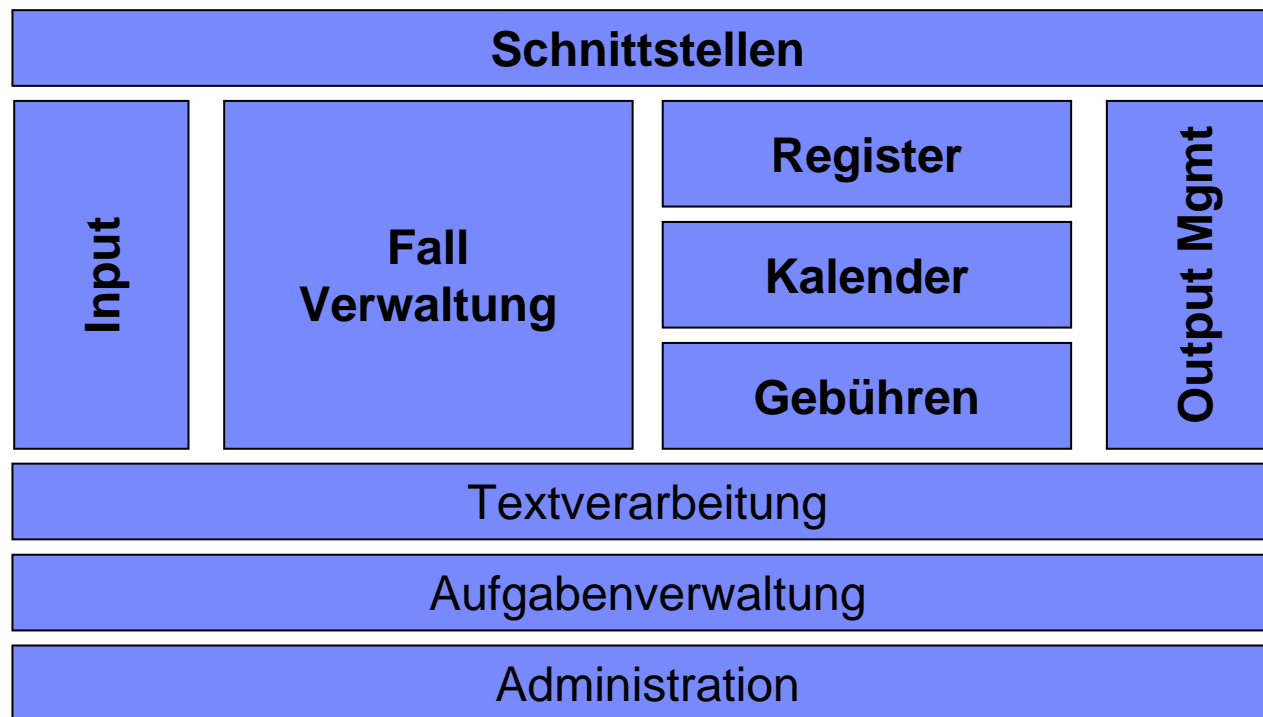 Schnittstellen
Input
Fall
Verwaltung
Register
Kalender
Gebühren
Output Mgmt
Textverarbeitung
Aufgabenverwaltung
Administration